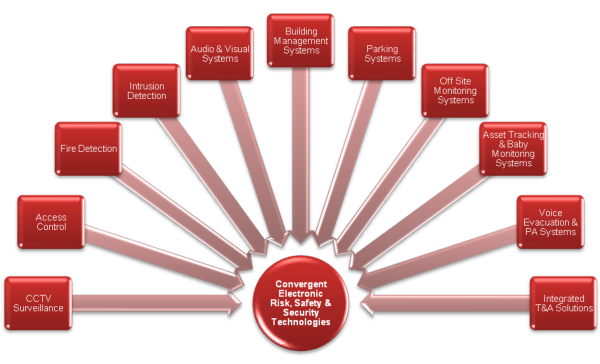 Building
Management
Systems
Audio & Visual
Systems
Parking
Systems
Intrusion
Detection
Off Site
Monitoring
Systems
Fire Detection
Asset Tracking
& Baby
Monitoring
Systems
Access
Control
Voice
Evacuation &
PA Systems
CCTV
Surveillance
Convergent
Electronic
Risk, Safety &
Security
Technologies
Integrated
T&A Solutions